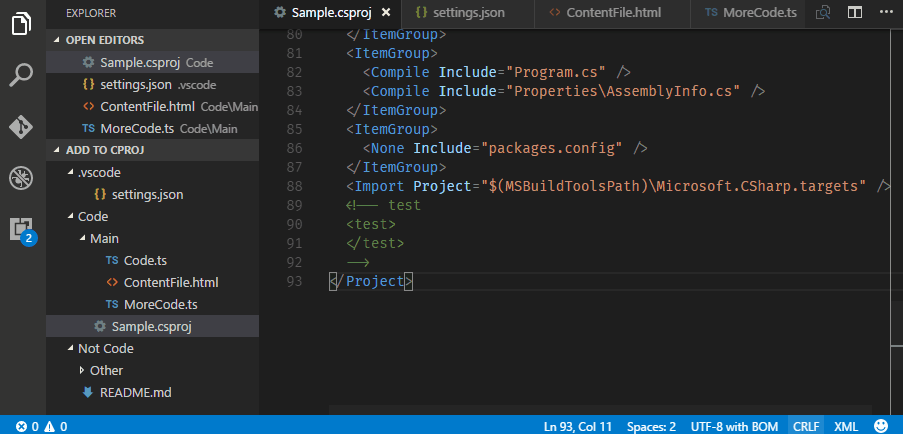 EXPLORER
OPEN EDITORS
Sample.csproj Code
settings.json .vscode
ContentFile.html Code\Main
MoreCode.ts Code\Main
ADD TO CPROJ
.vscode
settings.json
Code
Main
Code.ts
ContentFile.html
MoreCode.ts
Sample.csproj
Not Code
Other
README.md
2
Sample.csproj settings.json ContentFile.html MoreCode.ts
80 </ItemGroup>
81 <ItemGroup>
82 <Compile Include="Program.cs" />
83 <Compile Include="Properties\AssemblyInfo.cs" />
84 </ItemGroup>
85 <ItemGroup>
86 <None Include="packages.config" />
87 </ItemGroup>
88 <Import Project="$(MSBuildToolsPath)\Microsoft.CSharp.targets" />
89 <!-- test
90 <test>
91 </test>
92 -->
93 </Project>
0 0 Ln 93, Col 11 Spaces: 2 UTF-8 with BOM CRLF XML